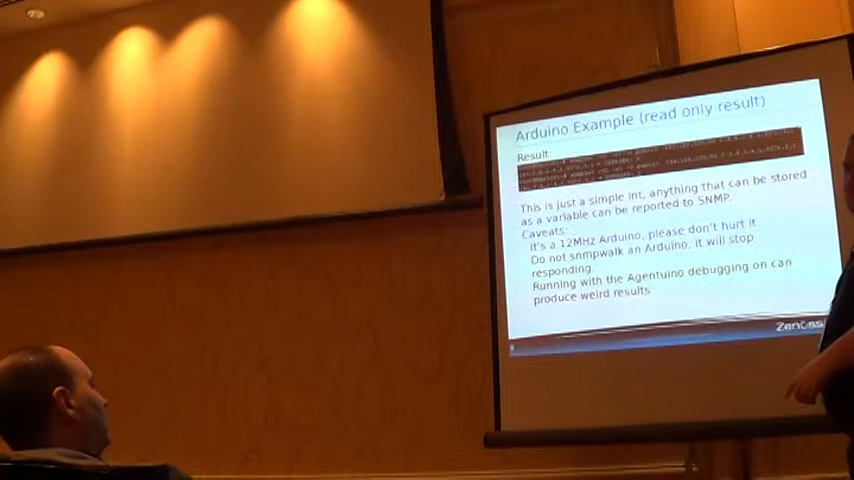 Arduino Example (read only result)
Result
This is just a simple int, anything that can be stored
as a variable can be reported to SNMP.
Caveats:
It's a 12MHz Arduino, please don't hurt it
Do not snmpwalk an Arduino, it will stop
responding.
Running with the Agentuino debugging on can
produce weird results